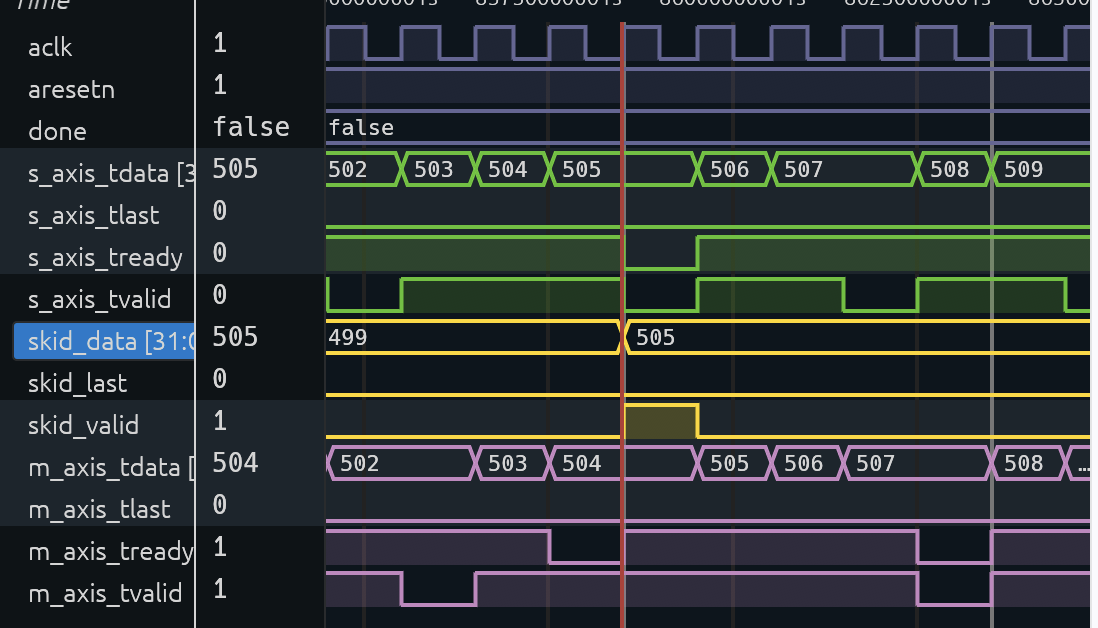 Time
aclk 1
aresetn 1
done false false
s_axis_tdata [3 505 502 503 504 505 506 507 508 509
s_axis_tlast 0
s_axis_tready 0
s_axis_tvalid 0
skid_data [31:0 505 499 505
skid_last 0
skid_valid 1
m_axis_tdata [ 504 502 503 504 505 506 507 508 ...
m_axis_tlast 0
m_axis_tready 1
m_axis_tvalid 1